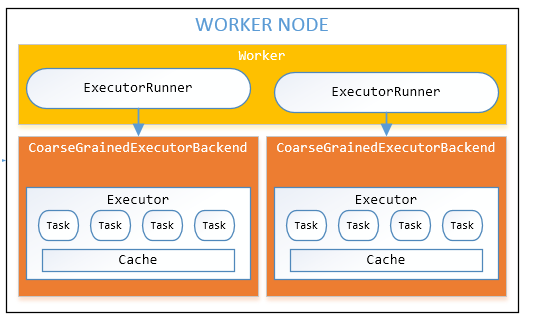 WORKER NODE
Worker
ExecutorRunner
ExecutorRunner
CoarseGrainedExecutorBackend
Executor
Task Task Task Task
Cache
CoarseGrainedExecutorBackend
Executor
Task Task Task Task
Cache